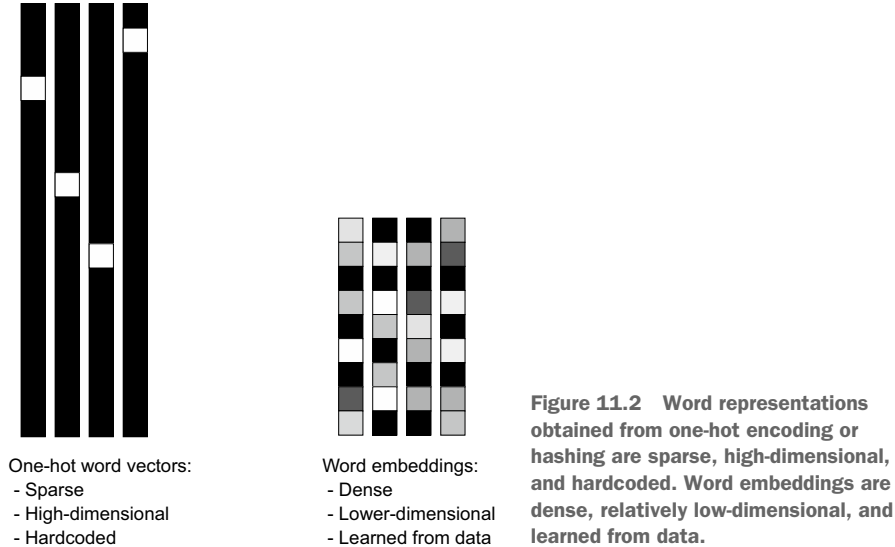 One-hot word vectors:
- Sparse
- High-dimensional
- Hardcoded
Word embeddings:
- Dense
- Lower-dimensional
- Learned from data
Figure 11.2 Word representations
obtained from one-hot encoding or
hashing are sparse, high-dimensional,
and hardcoded. Word embeddings are
dense, relatively low-dimensional, and
learned from data.